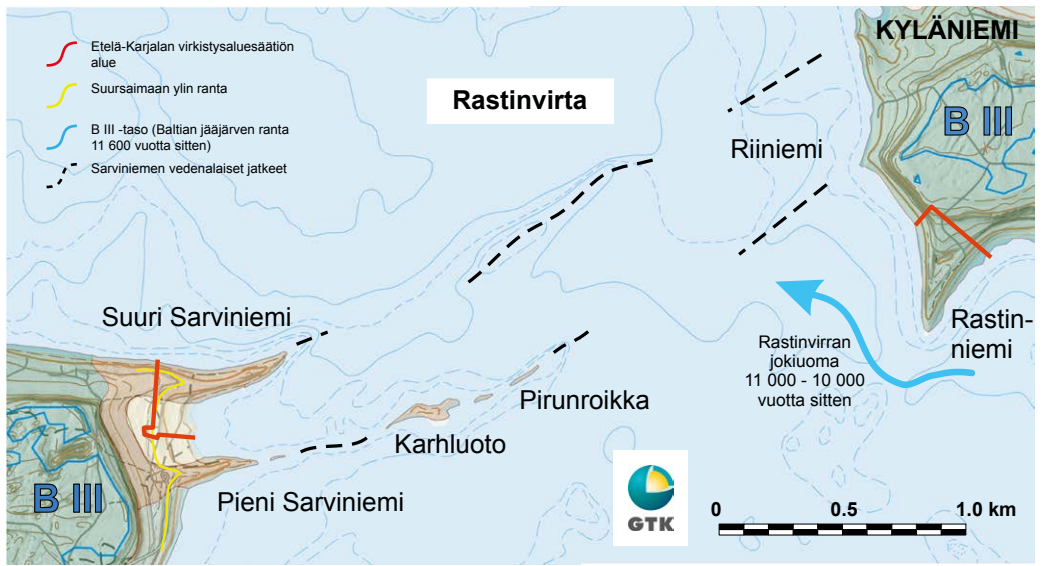 Etelä-Karjalan virkistysaluesäätiön
alue
Suursaimaan ylin ranta
B III -taso (Baltian jääjärven ranta
11 600 vuotta sitten)
Sarviniemen vedenalaiset jatkeet
Rastinvirta
KYLÄNIEMI
B III
Riiniemi
Suuri Sarviniemi
Rastin-
niemi
Rastinvirran
jokiuoma
11 000 - 10 000
vuotta sitten
Pirunroikka
Karhluoto
Pieni Sarviniemi
B III
GTK
0 0.5 1.0 km